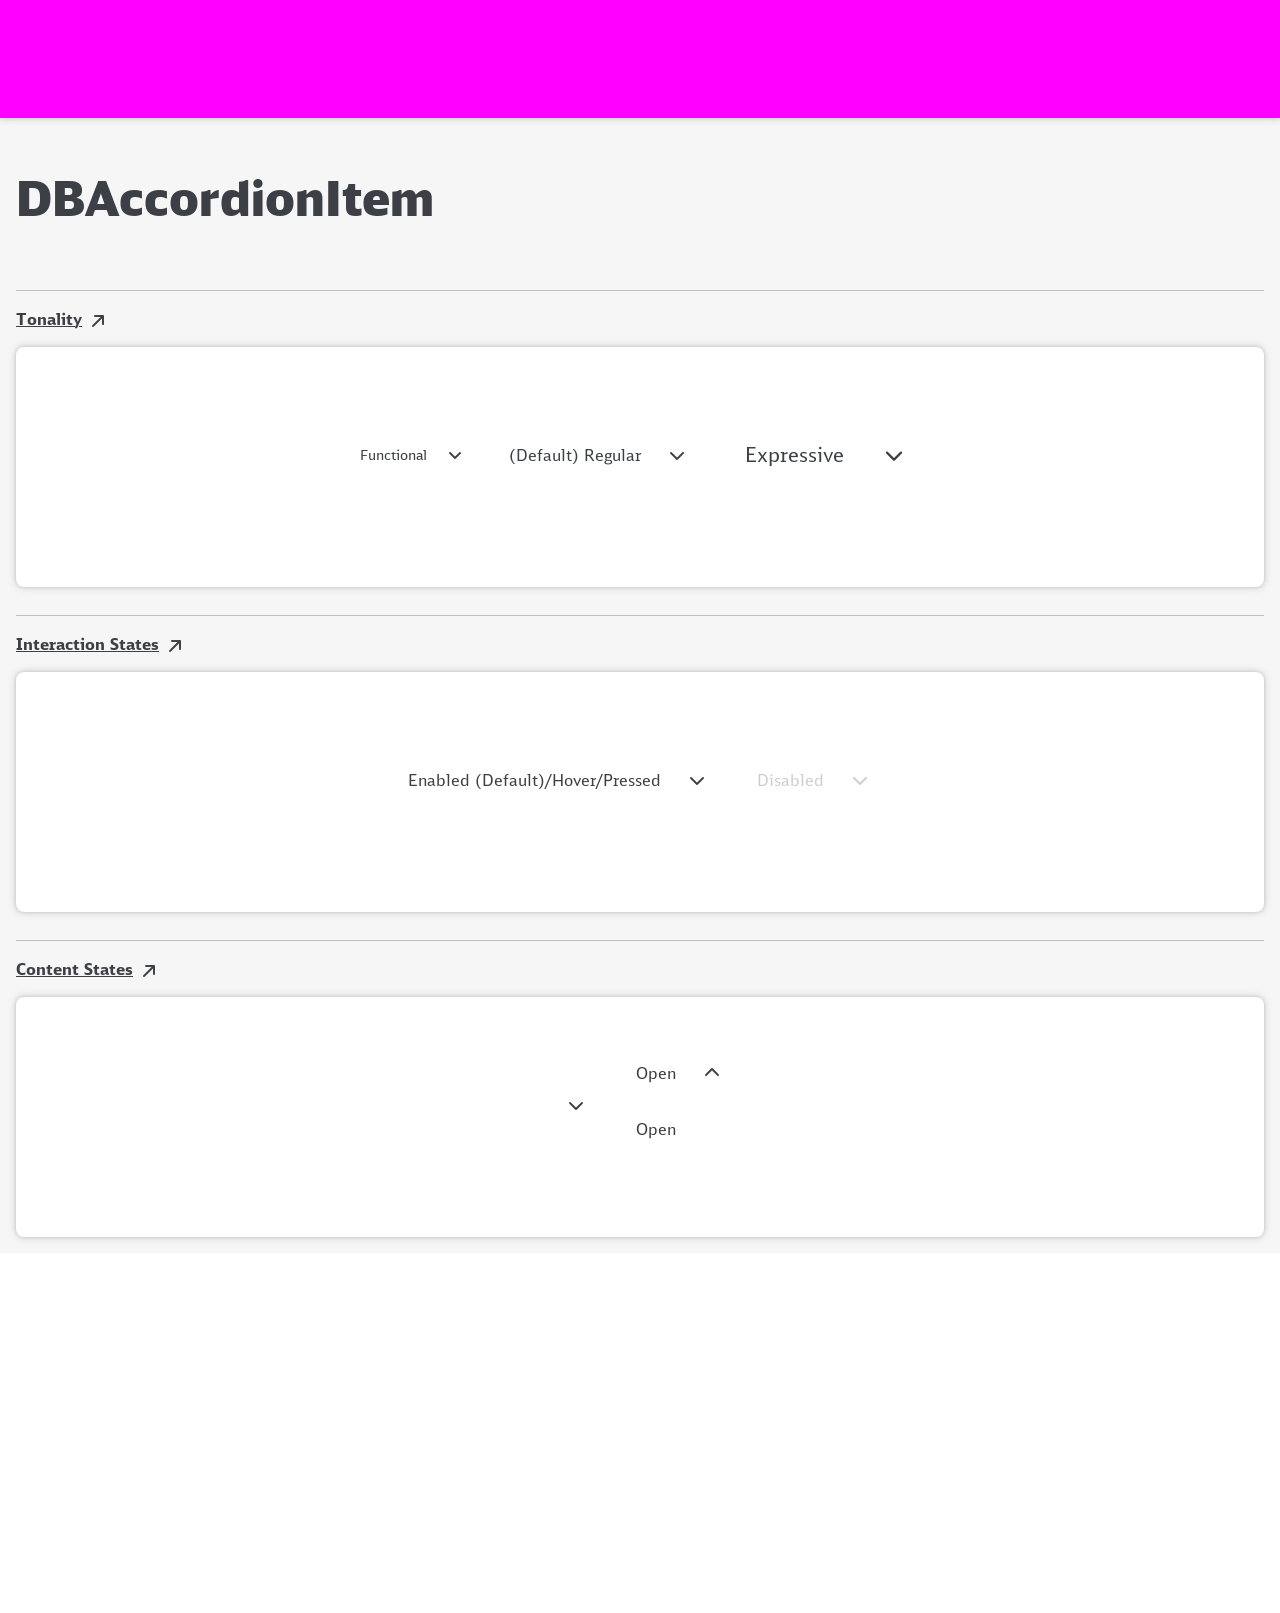 DBAccordionItem
Tonality
Functional
(Default) Regular
Expressive
Interaction States
Enabled (Default)/Hover/Pressed
Disabled
Content States
Open
Open